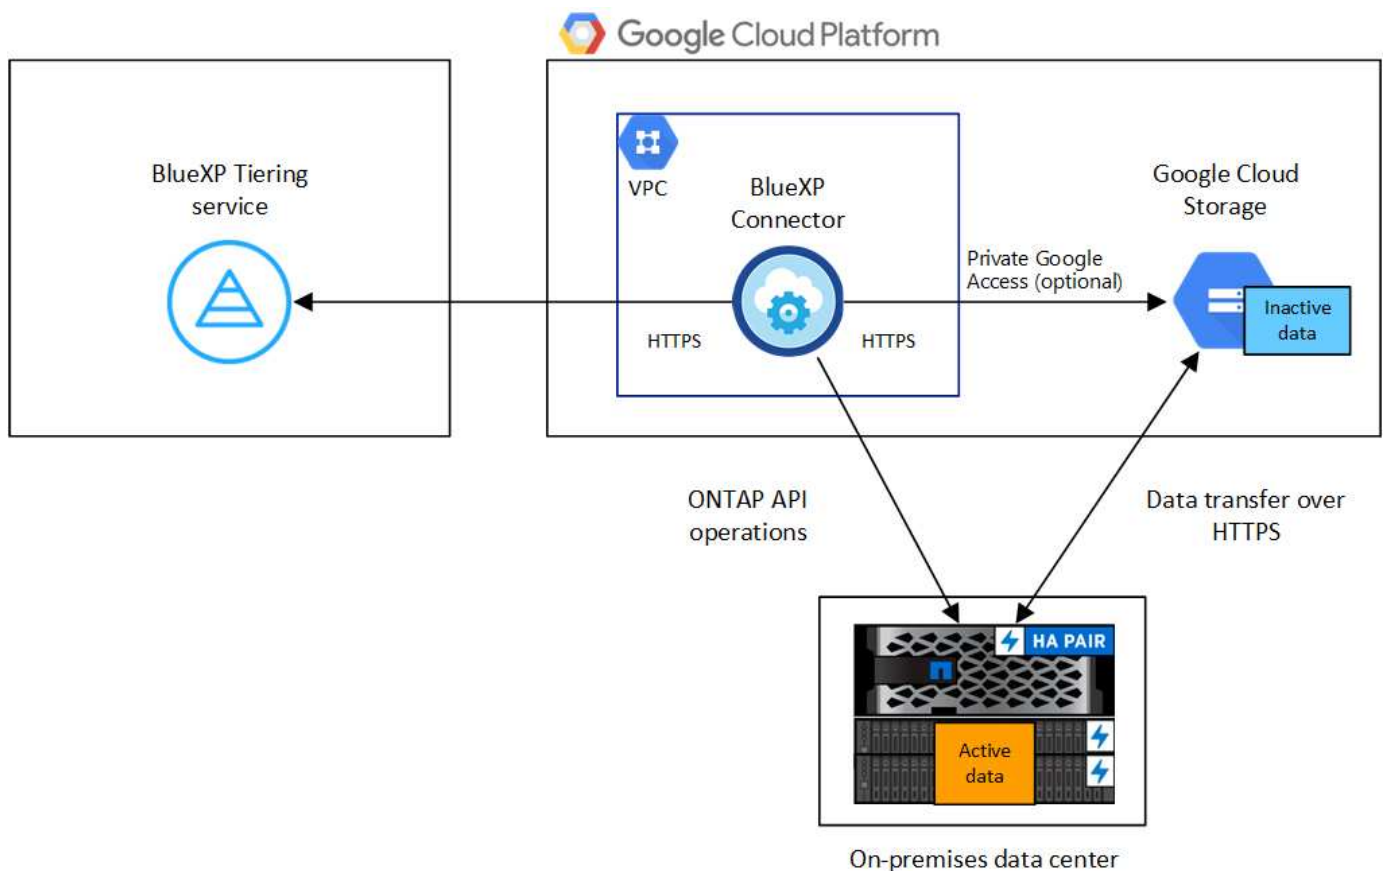 Google Cloud Platform
BlueXP Tiering
service
VPC
BlueXP
Connector
Google Cloud
Storage
Private Google
Access (optional)
Inactive
data
HTTPS
HTTPS
ONTAP API
operations
Data transfer over
HTTPS
HA PAIR
Active
data
On-premises data center